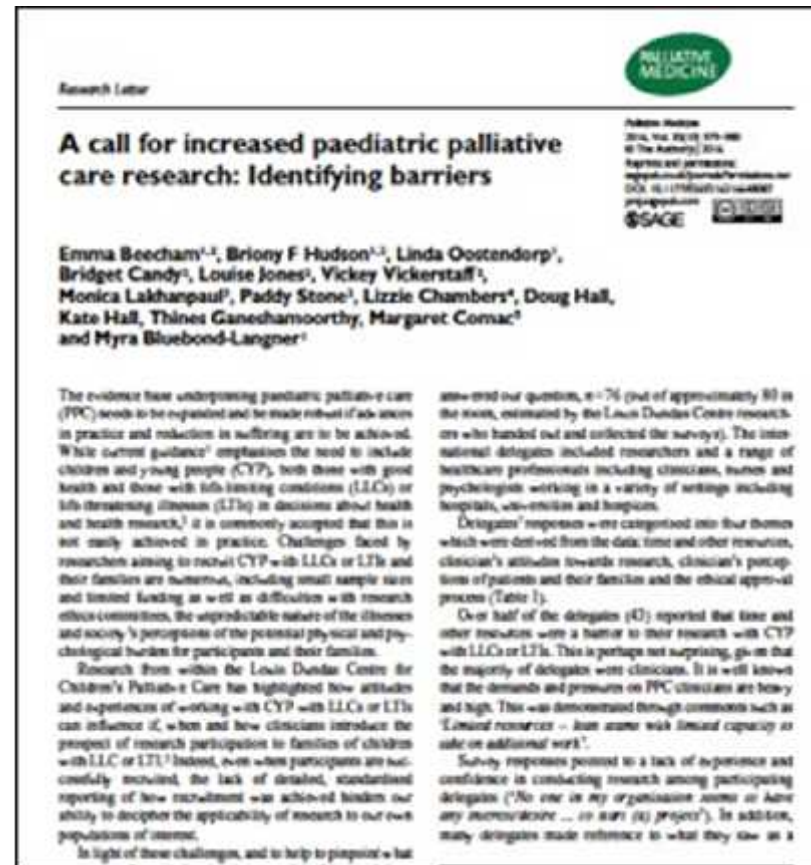 PALLIATIVE
MEDICINE
Research Letter
A call for increased paediatric palliative
care research: Identifying barriers
Palliative Medicine
© The Author(s)
Reprints and permissions:
SAGE
Emma Beecham, Briony F Hudson, Linda Oostendorp,
Bridget Candy, Louise Jones, Vickey Vickerstaff,
Monica Lakhanpaul, Paddy Stone, Lizzie Chambers, Doug Hall,
Kate Hall, Thines Ganeshamoorthy, Margaret Comac
and Myra Bluebond-Langner
The evidence base underpinning paediatric palliative care
(PPC) needs to be expanded and be made robust if advances
in practice and reduction in suffering are to be achieved.
While current guidance emphasises the need to include
children and young people (CYP), both those with good
health and those with life-limiting conditions (LLCs) or
life-threatening illnesses (LTIs) in decisions about health
and health research, it is commonly accepted that this is
not easily achieved in practice. Challenges faced by
researchers aiming to recruit CYP with LLCs or LTIs and
their families are numerous, including small sample sizes
and limited funding as well as difficulties with research
ethics committees, the unpredictable nature of the illnesses
and society's perceptions of the potential physical and psy-
chological burden for participants and their families.
Research from within the Louis Dundas Centre for
Children's Palliative Care has highlighted how attitudes
and experiences of working with CYP with LLCs or LTIs
can influence if, when and how clinicians introduce the
prospect of research participation to families of children
with LLC or LTI. Indeed, even when participants are suc-
cessfully recruited, the lack of detailed, standardised
reporting of how recruitment was achieved hinders our
ability to decipher the applicability of research to our own
populations of interest.
In light of these challenges, and to help to pinpoint what
answered our question, n=76 (out of approximately 80 in
the room, estimated by the Louis Dundas Centre research-
ers who handed out and collected the surveys). The inter-
national delegates included researchers and a range of
healthcare professionals including clinicians, nurses and
psychologists working in a variety of settings including
hospitals, universities and hospices.
Delegates' responses were categorised into four themes
which were derived from the data: time and other resources,
clinician's attitudes towards research, clinician's percep-
tions of patients and their families and the ethical approval
process (Table 1).
Over half of the delegates (42) reported that time and
other resources were a barrier to their research with CYP
with LLCs or LTIs. This is perhaps not surprising, given that
the majority of delegates were clinicians. It is well known
that the demands and pressures on PPC clinicians are heavy
and high. This was demonstrated through comments such as
'Limited resources – lean teams with limited capacity to
take on additional work'.
Survey responses pointed to a lack of experience and
confidence in conducting research among participating
delegates ('No one in my organisation seems to have
any interest/desire ... to start (a) project'). In addition,
many delegates made reference to what they saw as a